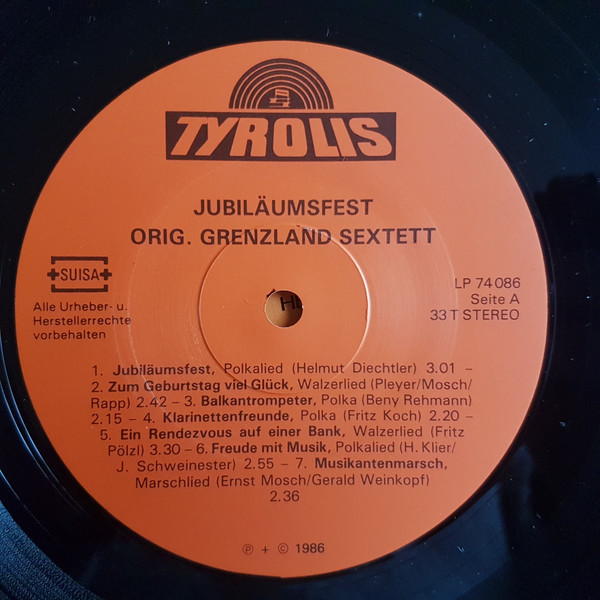 TYROLIS
JUBILÄUMSFEST
ORIG. GRENZLAND SEXTETT
SUISA
Alle Urheber- u.
Herstellerrechte
vorbehalten
LP 74 086
Seite A
33 T STEREO
1. Jubiläumsfest, Polkalied (Helmut Diechtler) 3.01 –
2. Zum Geburtstag viel Glück, Walzerlied (Pleyer/Mosch/
Rapp) 2.42 – 3. Balkantrompeter, Polka (Beny Rehmann)
2.15 – 4. Klarinettenfreunde, Polka (Fritz Koch) 2.20 –
5. Ein Rendezvous auf einer Bank, Walzerlied (Fritz
Pölzl) 3.30 – 6. Freude mit Musik, Polkalied (H. Klier/
J. Schweinester) 2.55 – 7. Musikantenmarsch,
Marschlied (Ernst Mosch/Gerald Weinkopf)
2.36
℗ + © 1986